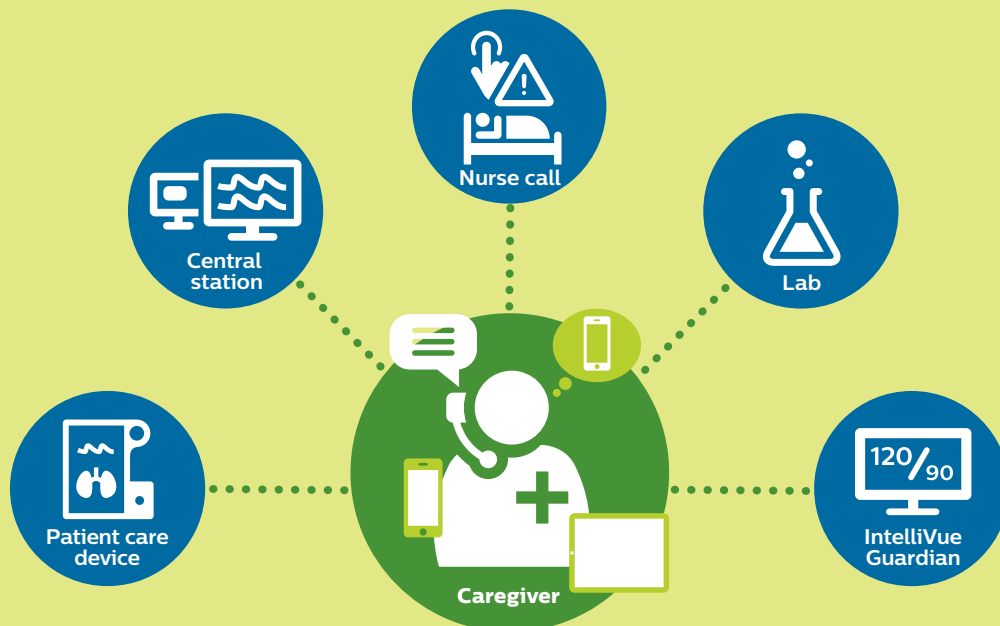 Nurse call
Central
station
Lab
Patient care
device
120/90
IntelliVue
Guardian
Caregiver